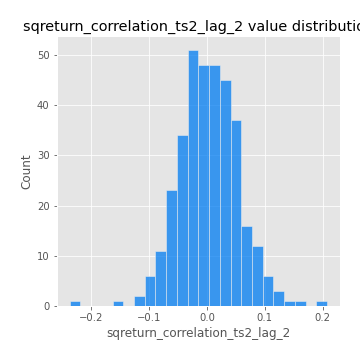 sqreturn_correlation_ts2_lag_2 value distributio
50
40
30
20
10
0
Count
−0.2 −0.1 0.0 0.1 0.2
sqreturn_correlation_ts2_lag_2